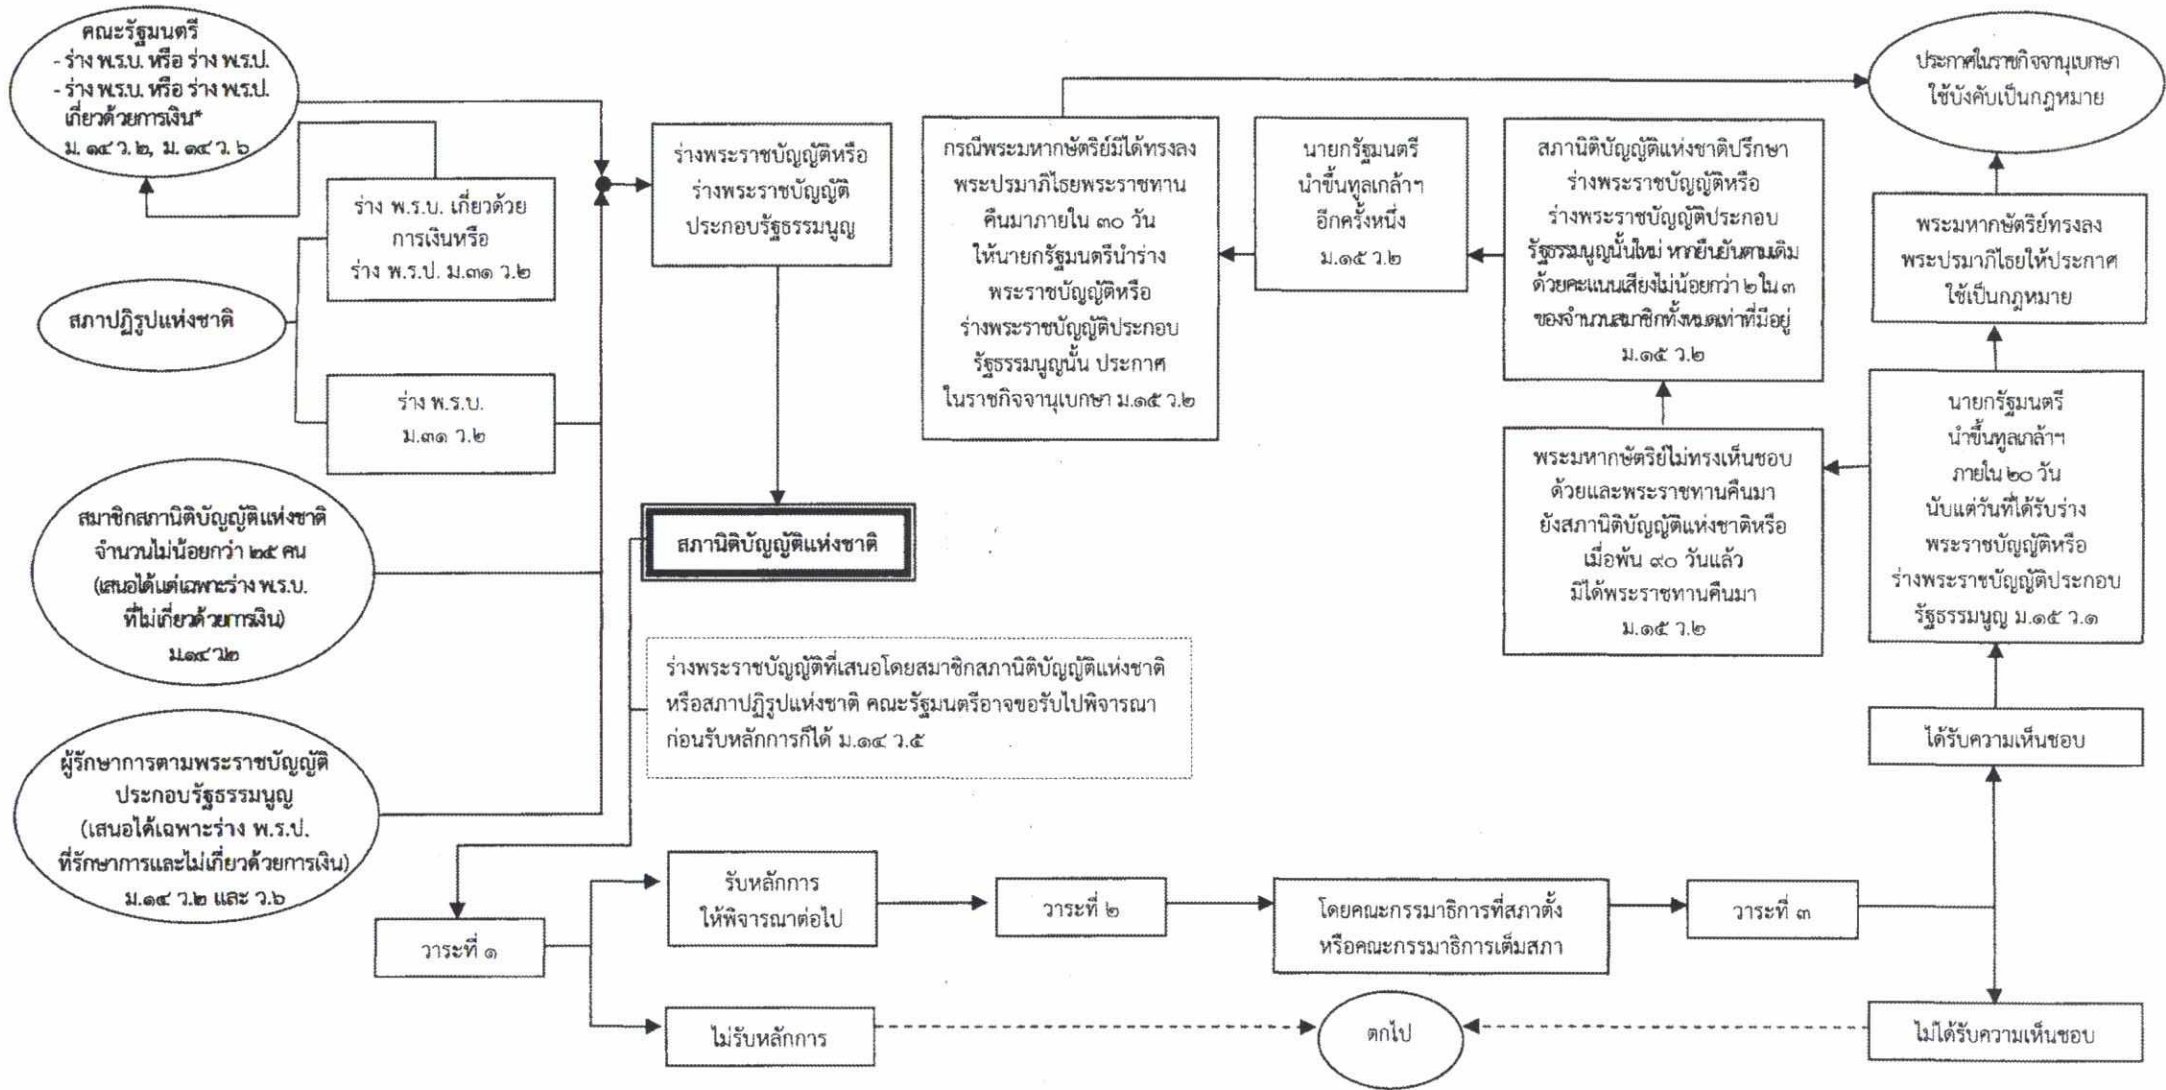 คณะรัฐมนตรี
- ร่าง พ.ร.บ. หรือ ร่าง พ.ร.ป.
- ร่าง พ.ร.บ. หรือ ร่าง พ.ร.ป.
เกี่ยวด้วยการเงิน*
ม. ๑๔ ว. ๒, ม. ๑๔ ว. ๖
ร่าง พ.ร.บ. เกี่ยวด้วย
การเงินหรือ
ร่าง พ.ร.ป. ม.๓๑ ว.๒
สภาปฏิรูปแห่งชาติ
ร่าง พ.ร.บ.
ม.๓๑ ว.๒
สมาชิกสภานิติบัญญัติแห่งชาติ
จำนวนไม่น้อยกว่า ๒๕ คน
(เสนอได้แต่เฉพาะร่าง พ.ร.บ.
ที่ไม่เกี่ยวด้วยการเงิน)
ม.๑๔ ว.๒
ผู้รักษาการตามพระราชบัญญัติ
ประกอบรัฐธรรมนูญ
(เสนอได้เฉพาะร่าง พ.ร.ป.
ที่รักษาการและไม่เกี่ยวด้วยการเงิน)
ม.๑๔ ว.๒ และ ว.๖
ร่างพระราชบัญญัติหรือ
ร่างพระราชบัญญัติ
ประกอบรัฐธรรมนูญ
สภานิติบัญญัติแห่งชาติ
ร่างพระราชบัญญัติที่เสนอโดยสมาชิกสภานิติบัญญัติแห่งชาติ
หรือสภาปฏิรูปแห่งชาติ คณะรัฐมนตรีอาจขอรับไปพิจารณา
ก่อนรับหลักการก็ได้ ม.๑๔ ว.๕
วาระที่ ๑
รับหลักการ
ให้พิจารณาต่อไป
ไม่รับหลักการ
วาระที่ ๒
โดยคณะกรรมาธิการที่สภาตั้ง
หรือคณะกรรมาธิการเต็มสภา
วาระที่ ๓
ตกไป
ไม่ได้รับความเห็นชอบ
ได้รับความเห็นชอบ
นายกรัฐมนตรี
นำขึ้นทูลเกล้าฯ
ภายใน ๒๐ วัน
นับแต่วันที่ได้รับร่าง
พระราชบัญญัติหรือ
ร่างพระราชบัญญัติประกอบ
รัฐธรรมนูญ ม.๑๕ ว.๑
พระมหากษัตริย์ทรงลง
พระปรมาภิไธยให้ประกาศ
ใช้เป็นกฎหมาย
ประกาศในราชกิจจานุเบกษา
ใช้บังคับเป็นกฎหมาย
พระมหากษัตริย์ไม่ทรงเห็นชอบ
ด้วยและพระราชทานคืนมา
ยังสภานิติบัญญัติแห่งชาติหรือ
เมื่อพ้น ๙๐ วันแล้ว
มิได้พระราชทานคืนมา
ม.๑๕ ว.๒
สภานิติบัญญัติแห่งชาติปรึกษา
ร่างพระราชบัญญัติหรือ
ร่างพระราชบัญญัติประกอบ
รัฐธรรมนูญนั้นใหม่ หากยืนยันตามเดิม
ด้วยคะแนนเสียงไม่น้อยกว่า ๒ ใน ๓
ของจำนวนสมาชิกทั้งหมดเท่าที่มีอยู่
ม.๑๕ ว.๒
นายกรัฐมนตรี
นำขึ้นทูลเกล้าฯ
อีกครั้งหนึ่ง
ม.๑๕ ว.๒
กรณีพระมหากษัตริย์มิได้ทรงลง
พระปรมาภิไธยพระราชทาน
คืนมาภายใน ๓๐ วัน
ให้นายกรัฐมนตรีนำร่าง
พระราชบัญญัติหรือ
ร่างพระราชบัญญัติประกอบ
รัฐธรรมนูญนั้น ประกาศ
ในราชกิจจานุเบกษา ม.๑๕ ว.๒